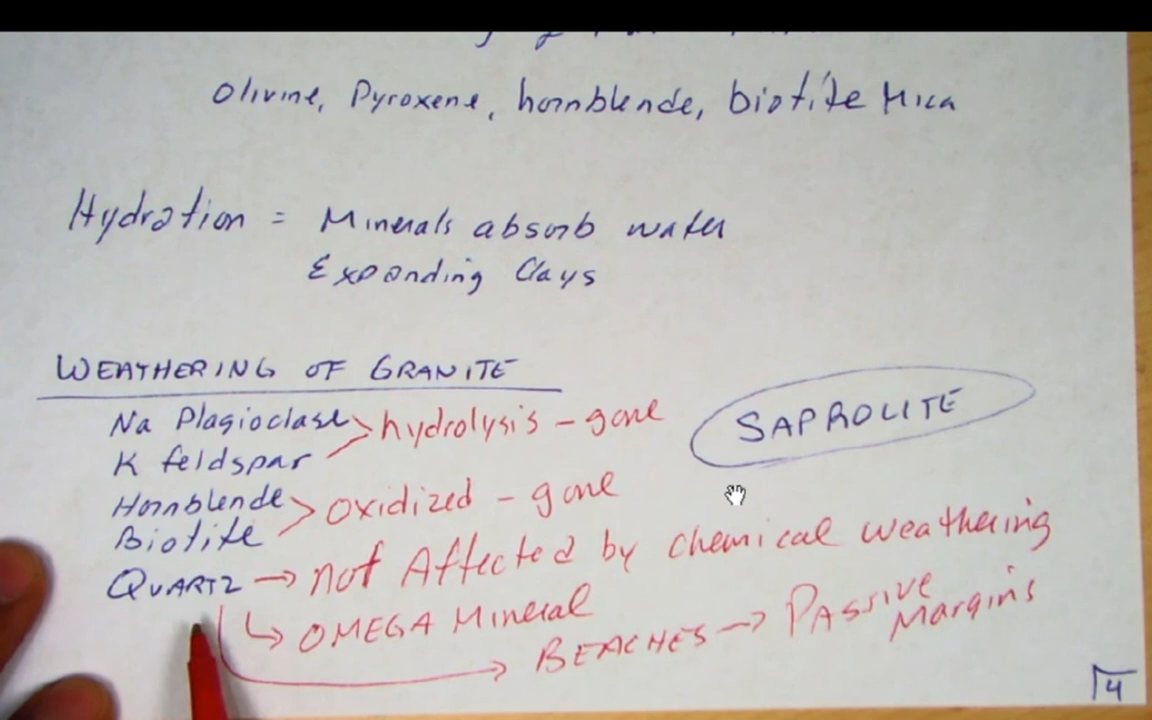 Olivine, Pyroxene, hornblende, biotite Mica
Hydration = Minerals absorb water
Expanding Clays
WEATHERING OF GRANITE
Na Plagioclase > hydrolysis - gone
K feldspar
SAPROLITE
Hornblende > oxidized - gone
Biotite
QUARTZ → not Affected by chemical weathering
↳ OMEGA Mineral
BEACHES → PASSIVE Margins
4